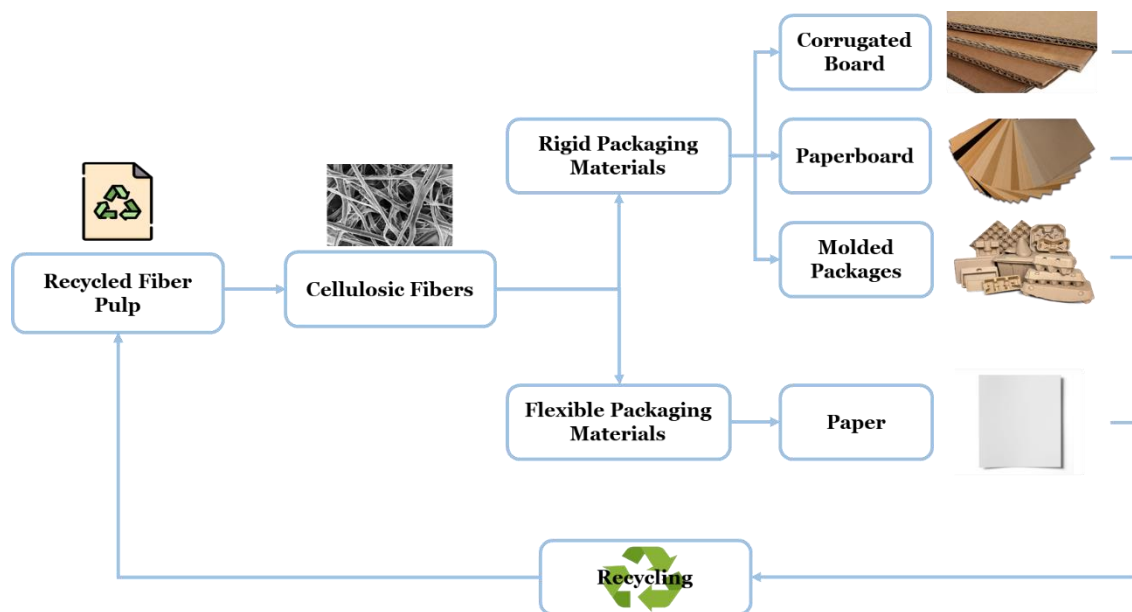 Corrugated
Board
Rigid Packaging
Materials
Paperboard
Molded
Packages
Recycled Fiber
Pulp
Cellulosic Fibers
Flexible Packaging
Materials
Paper
Recycling